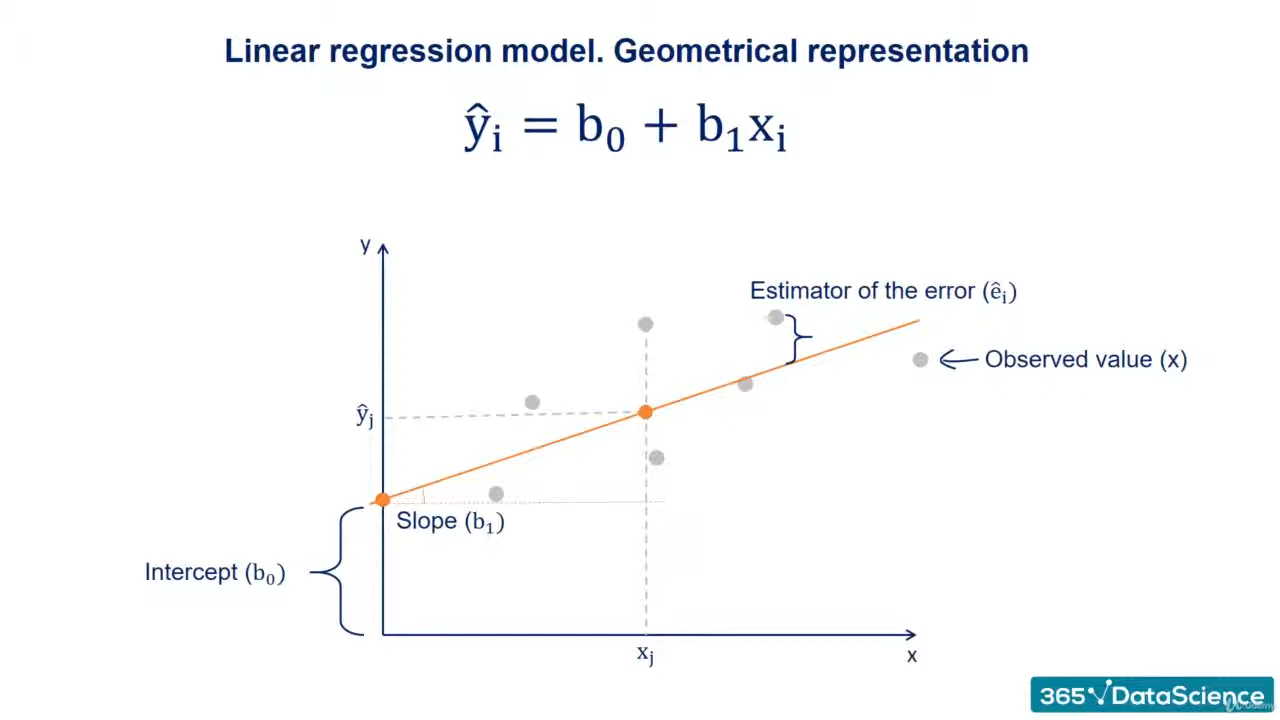 Linear regression model. Geometrical representation
ŷᵢ = b₀ + b₁xᵢ
y
Estimator of the error (êᵢ)
Observed value (x)
ŷⱼ
Slope (b₁)
Intercept (b₀)
xⱼ
x
365 DataScience
Udemy